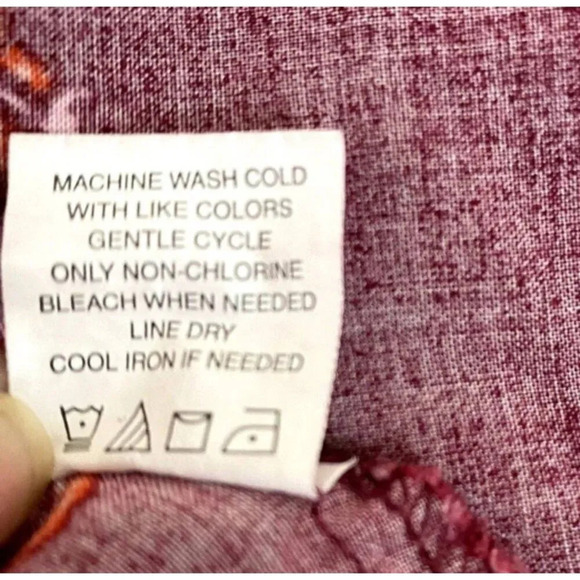 MACHINE WASH COLD
WITH LIKE COLORS
GENTLE CYCLE
ONLY NON-CHLORINE
BLEACH WHEN NEEDED
LINE DRY
COOL IRON IF NEEDED